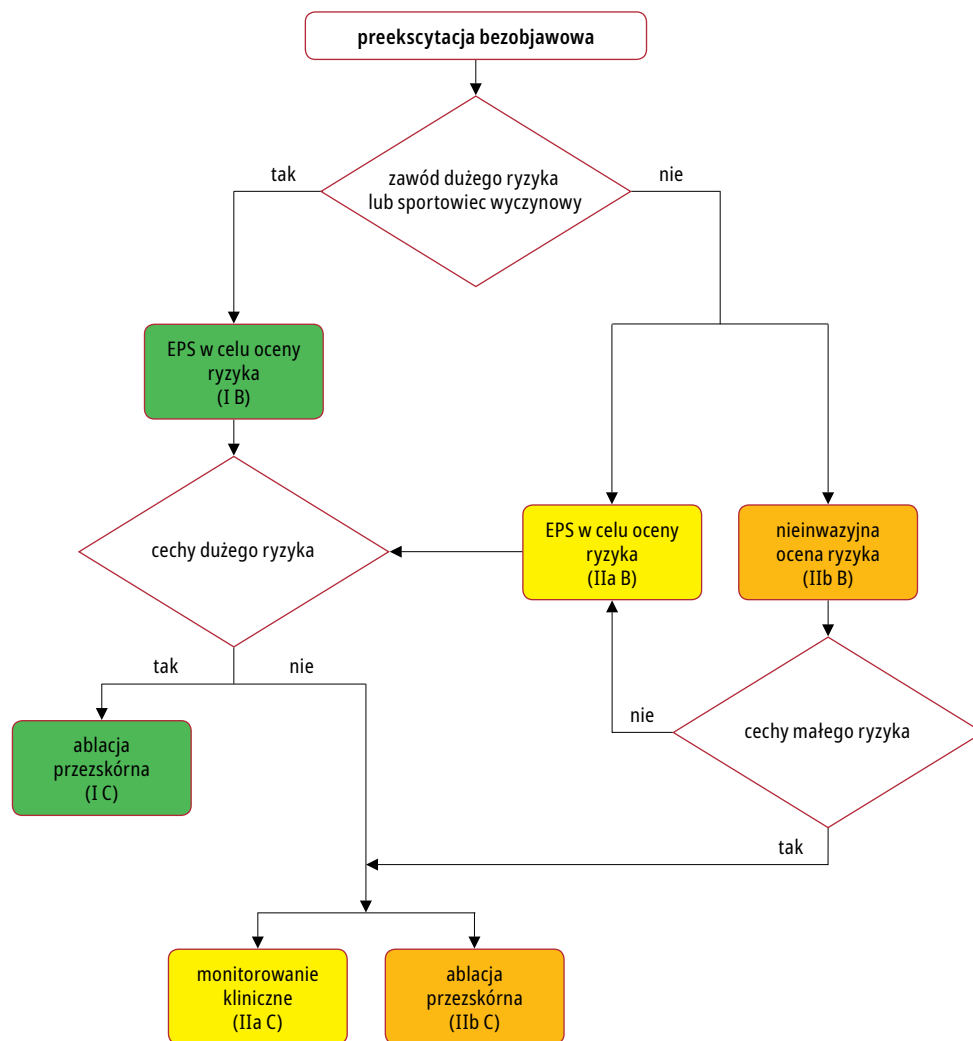 preekscytacja bezobjawowa
tak
zawód dużego ryzyka
lub sportowiec wyczynowy
nie
EPS w celu oceny
ryzyka
(I B)
cechy dużego ryzyka
EPS w celu oceny
ryzyka
(IIa B)
nieinwazyjna
ocena ryzyka
(IIb B)
tak
nie
nie
cechy małego ryzyka
ablacja
przezskórna
(I C)
tak
monitorowanie
kliniczne
(IIa C)
ablacja
przezskórna
(IIb C)